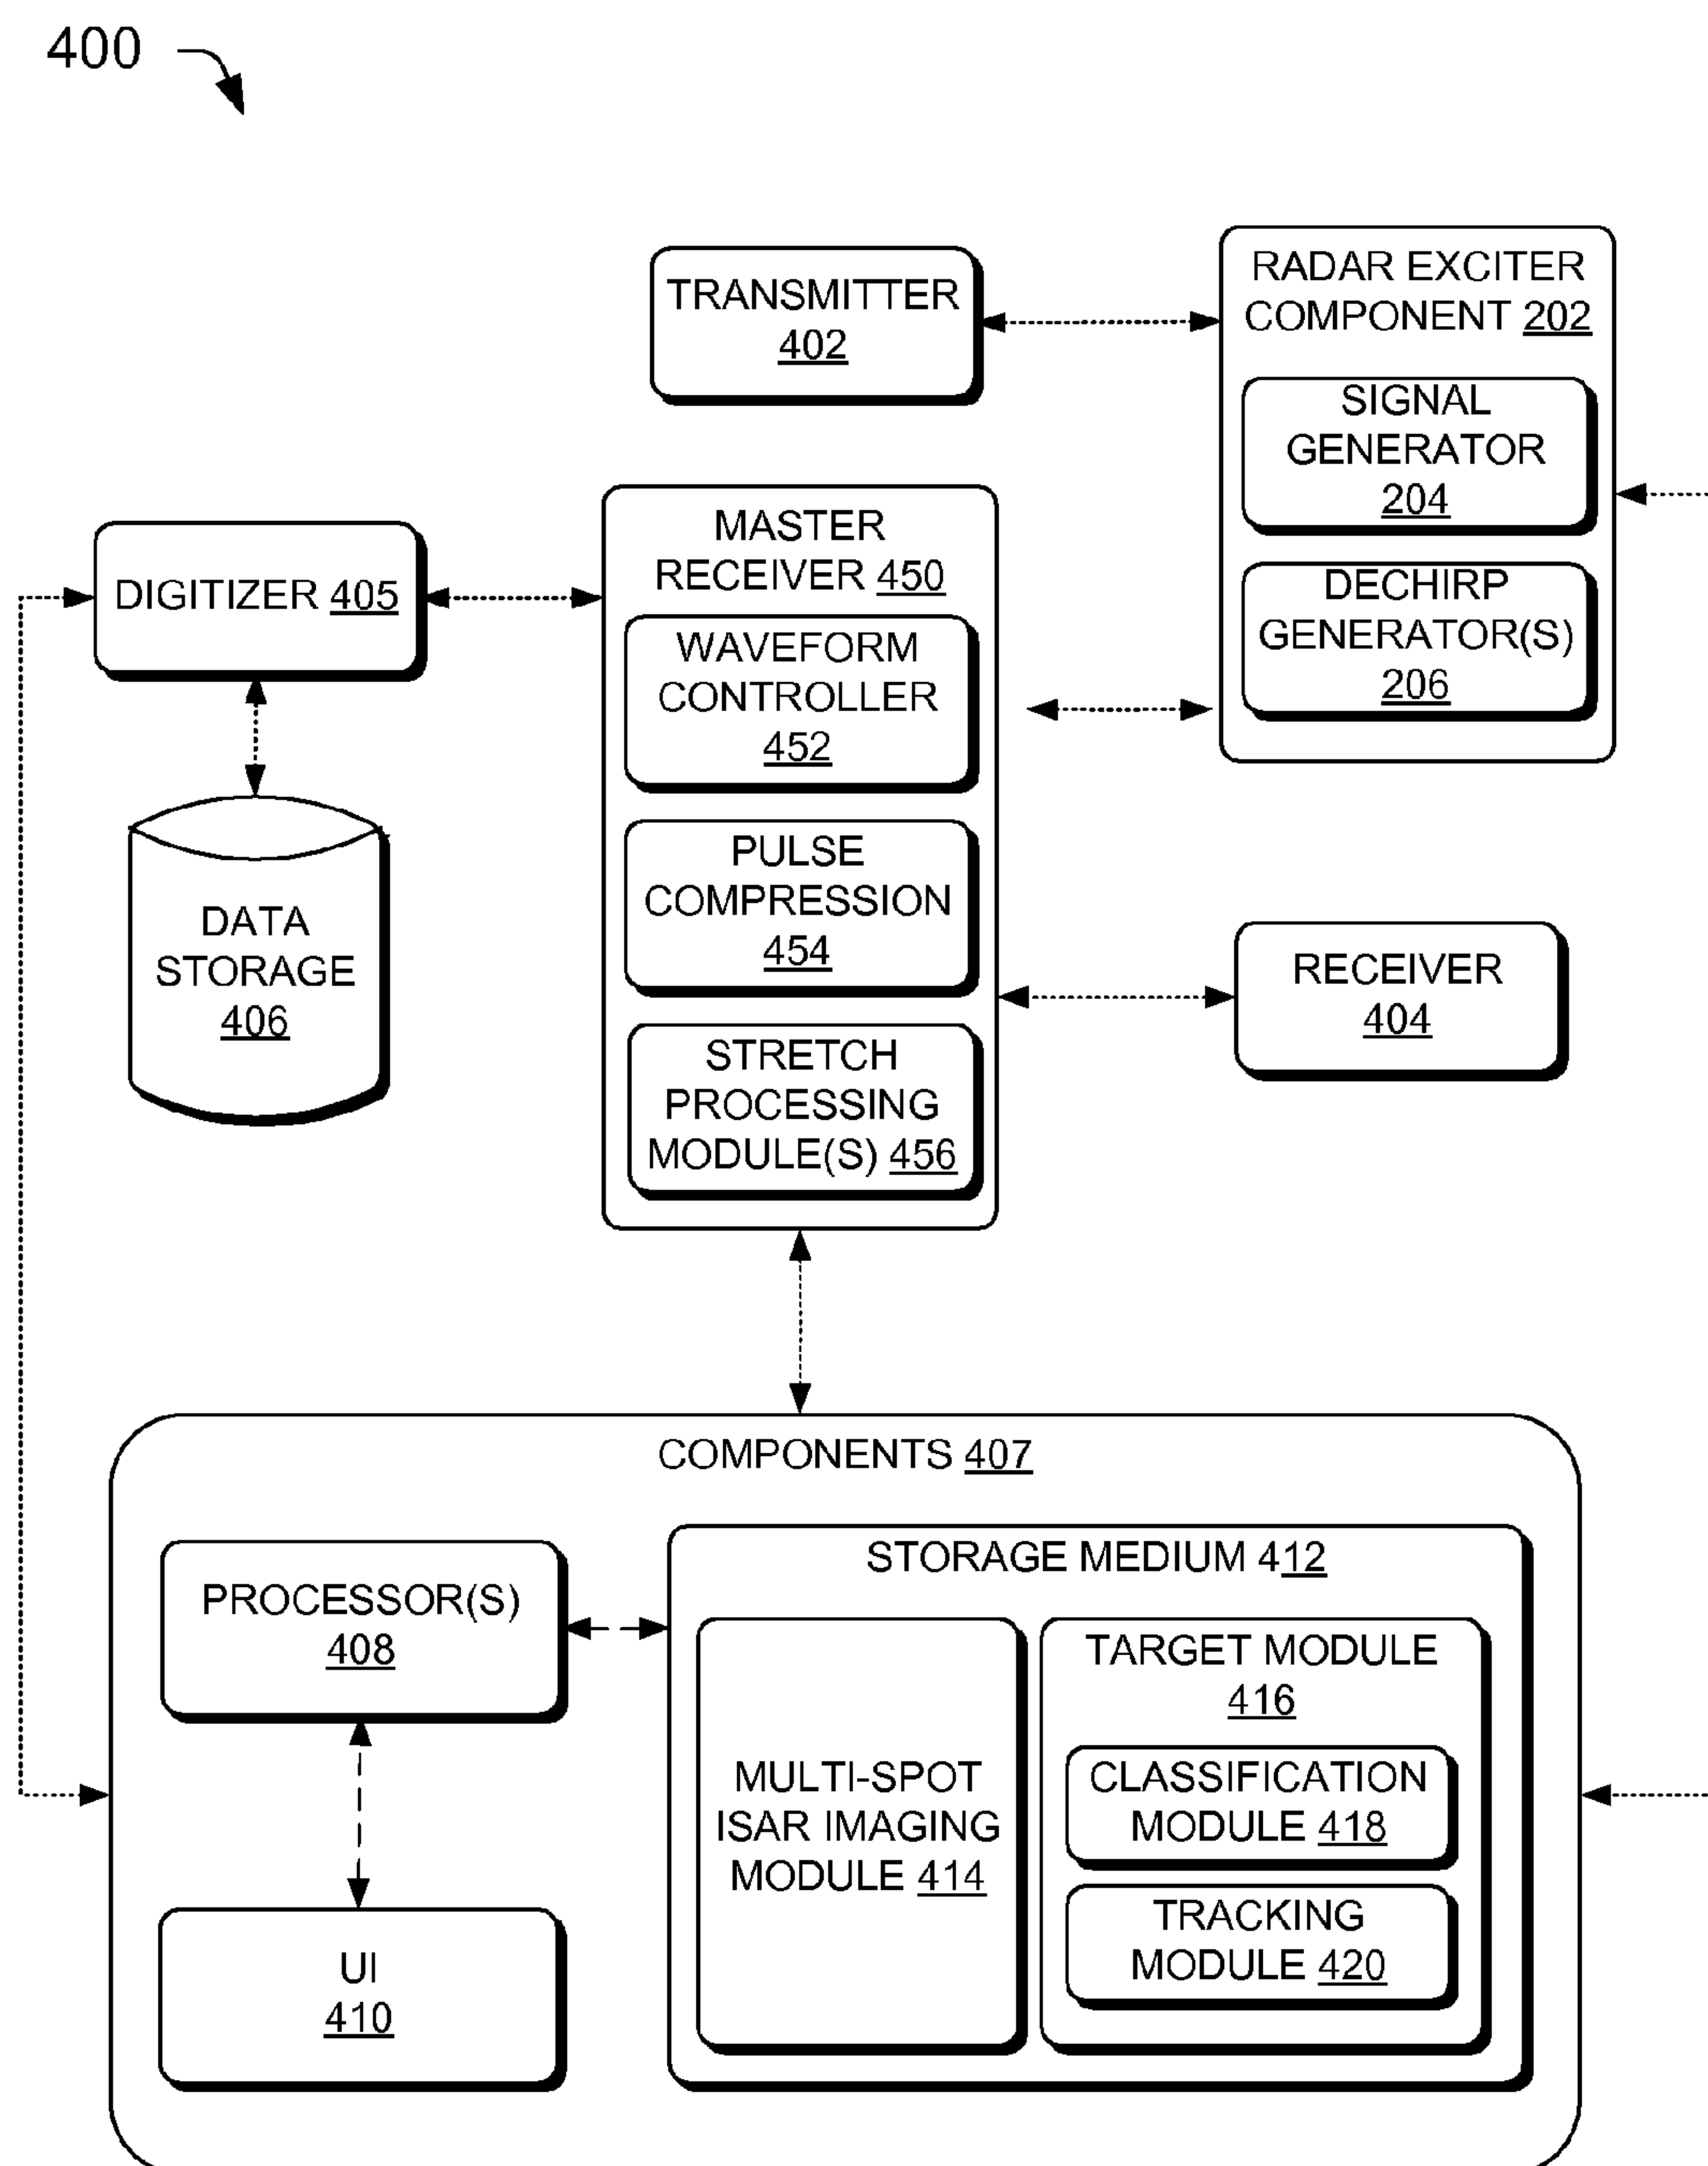 400
TRANSMITTER
402
RADAR EXCITER
COMPONENT 202
SIGNAL
GENERATOR
204
DECHIRP
GENERATOR(S)
206
DIGITIZER 405
MASTER
RECEIVER 450
WAVEFORM
CONTROLLER
452
PULSE
COMPRESSION
454
STRETCH
PROCESSING
MODULE(S) 456
DATA
STORAGE
406
RECEIVER
404
COMPONENTS 407
PROCESSOR(S)
408
UI
410
STORAGE MEDIUM 412
MULTI-SPOT
ISAR IMAGING
MODULE 414
TARGET MODULE
416
CLASSIFICATION
MODULE 418
TRACKING
MODULE 420